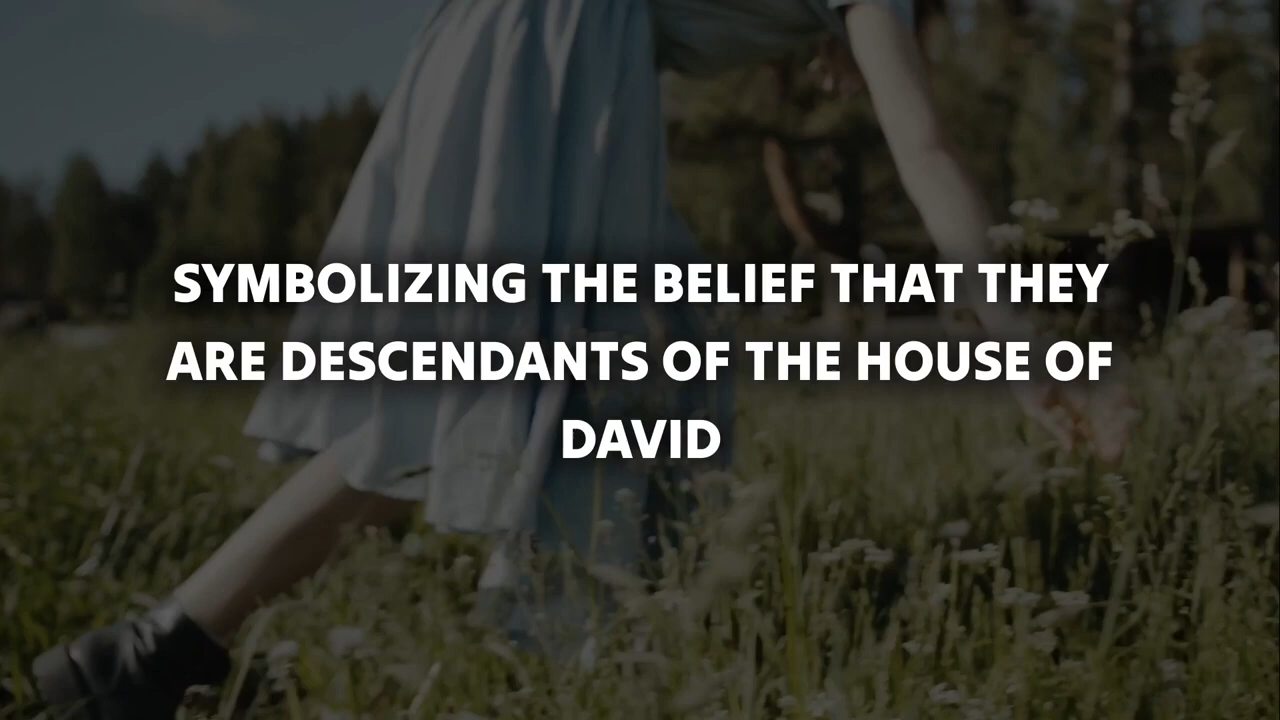 SYMBOLIZING THE BELIEF THAT THEY
ARE DESCENDANTS OF THE HOUSE OF
DAVID